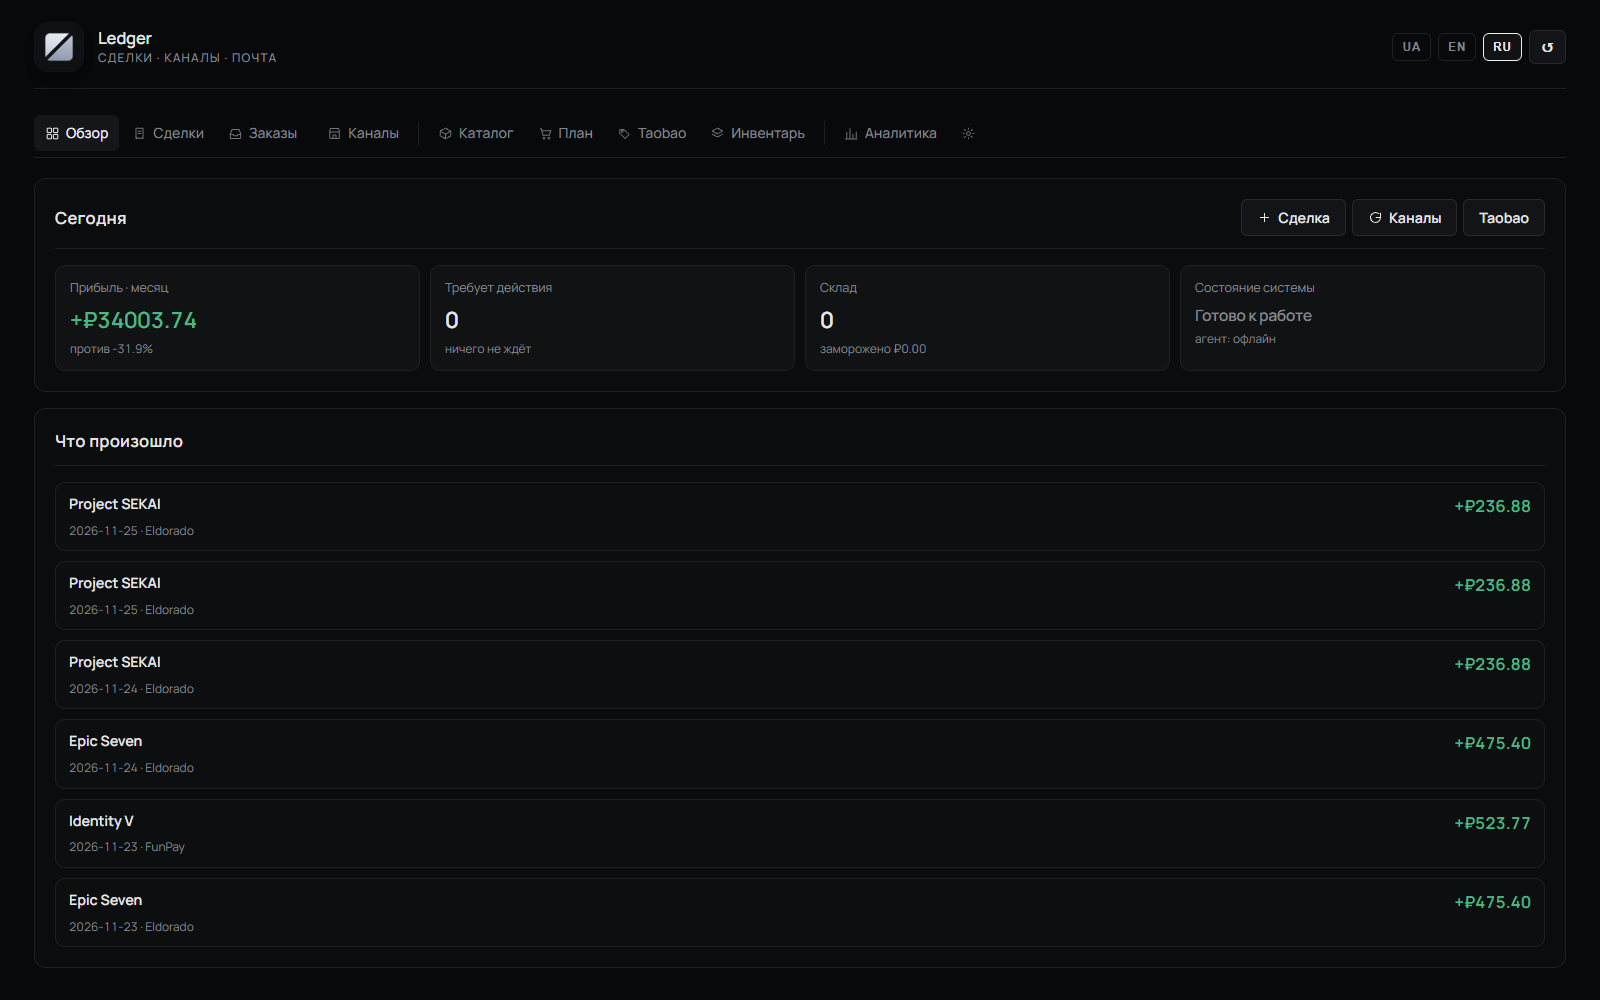 Ledger
СДЕЛКИ · КАНАЛЫ · ПОЧТА
UA EN RU
Обзор Сделки Заказы Каналы Каталог План Taobao Инвентарь Аналитика
Сегодня
+ Сделка Каналы Taobao
Прибыль · месяц
+₽34003.74
против -31.9%
Требует действия
0
ничего не ждёт
Склад
0
заморожено ₽0.00
Состояние системы
Готово к работе
агент: офлайн
Что произошло
Project SEKAI
+₽236.88
2026-11-25 · Eldorado
Project SEKAI
+₽236.88
2026-11-25 · Eldorado
Project SEKAI
+₽236.88
2026-11-24 · Eldorado
Epic Seven
+₽475.40
2026-11-24 · Eldorado
Identity V
+₽523.77
2026-11-23 · FunPay
Epic Seven
+₽475.40
2026-11-23 · Eldorado